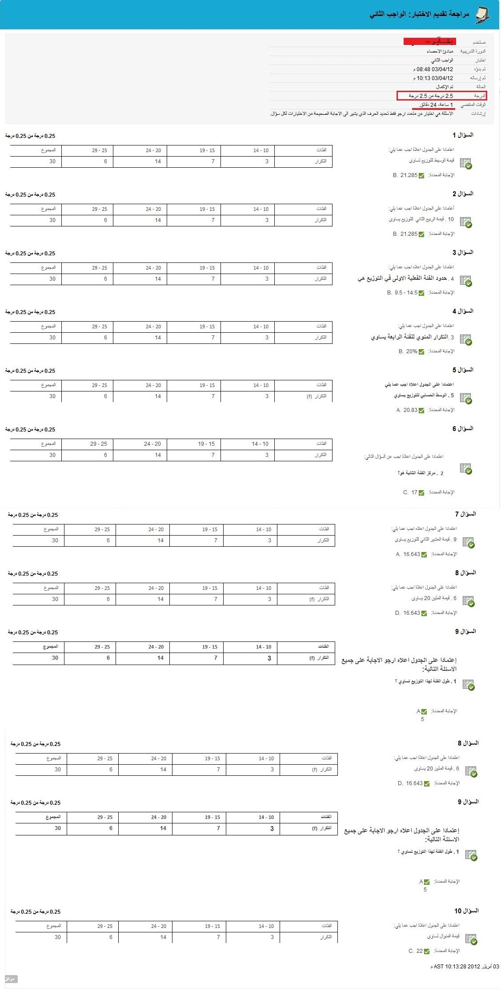 مراجعة تقديم الاختبار: الواجب الثاني
مستخدم
الدورة التدريبية مبادئ الاحصاء
اختبار الواجب الثاني
تم بدؤه 03/04/12 08:48 م
تم إرساله 03/04/12 10:13 م
الحالة تم الإكمال
الدرجة 2.5 درجة من 2.5 درجة
الوقت المنقضي 1 ساعة، 24 دقائق.
إرشادات الاسئلة هي اختيار من متعدد ارجو فقط تحديد الحرف الذي يشير الى الاجابة الصحيحة من الاختيارات لكل سؤال.
السؤال 1 0.25 درجة من 0.25 درجة
اعتمادا على الجدول اعلاة اجب عما يلي:
الفئات 10 - 14 15 - 19 20 - 24 25 - 29 المجموع
قيمة الوسيط للتوزيع تساوي
التكرار 3 7 14 6 30
الإجابة المحددة: B. 21.285
السؤال 2 0.25 درجة من 0.25 درجة
أعتمادا على الجدول اعلاة اجب عما يلي:
الفئات 10 - 14 15 - 19 20 - 24 25 - 29 المجموع
10 . قيمة الربيع الثاني للتوزيع يساوي
التكرار 3 7 14 6 30
الإجابة المحددة: B. 21.285
السؤال 3 0.25 درجة من 0.25 درجة
اعتمادا على الجدول اعلاه اجب عما يلي:
الفئات 10 - 14 15 - 19 20 - 24 25 - 29 المجموع
4 . حدود الفئة الفعلية الاولى في التوزيع هي
التكرار 3 7 14 6 30
الإجابة المحددة: B. 9.5 - 14.5
السؤال 4 0.25 درجة من 0.25 درجة
اعتمادا على الجدول اجب عما يلي:
الفئات 10 - 14 15 - 19 20 - 24 25 - 29 المجموع
3 .التكرار المئوي للفئة الرابعة يساوي
التكرار 3 7 14 6 30
الإجابة المحددة: B. 20%
السؤال 5 0.25 درجة من 0.25 درجة
اعتمادا على الجدول اعلاة اجب عما يلي
الفئات 10 - 14 15 - 19 20 - 24 25 - 29 المجموع
5 . الوسط الحسابي للتوزيع يساوي
التكرار (f) 3 7 14 6 30
الإجابة المحددة: A. 20.83
السؤال 6 0.25 درجة من 0.25 درجة
الفئات 10 - 14 15 - 19 20 - 24 25 - 29 المجموع
التكرار 3 7 14 6 30
اعتمادا على الجدول اعلاة اجب عن السؤال التالي:
2 . مركز الفئة الثانية هو؟
الإجابة المحددة: C. 17
السؤال 7 0.25 درجة من 0.25 درجة
اعتمادا على الجدول اعلاه اجب عما يلي:
الفئات 10 - 14 15 - 19 20 - 24 25 - 29 المجموع
9 . قيمة العشير الثاني للتوزيع يساوي
التكرار 3 7 14 6 30
الإجابة المحددة: A. 16.643
السؤال 8 0.25 درجة من 0.25 درجة
اعتمادا على الجدول اعلاة اجب عما يلي:
الفئات 10 - 14 15 - 19 20 - 24 25 - 29 المجموع
6 . قيمة المئين 20 يساوي
التكرار (f) 3 7 14 6 30
الإجابة المحددة: D. 16.643
السؤال 9 0.25 درجة من 0.25 درجة
الفئات 10 - 14 15 - 19 20 - 24 25 - 29 المجموع
التكرار (f) 3 7 14 6 30
إعتمادا على الجدول اعلاه ارجو الاجابة على جميع
الاسئلة التالية:
1 . طول الفئة لهذا التوزيع تساوي ؟
الإجابة المحددة: A.
5
السؤال 8 0.25 درجة من 0.25 درجة
اعتمادا على الجدول اعلاة اجب عما يلي:
الفئات 10 - 14 15 - 19 20 - 24 25 - 29 المجموع
6 . قيمة المئين 20 يساوي
التكرار (f) 3 7 14 6 30
الإجابة المحددة: D. 16.643
السؤال 9 0.25 درجة من 0.25 درجة
الفئات 10 - 14 15 - 19 20 - 24 25 - 29 المجموع
التكرار (f) 3 7 14 6 30
إعتمادا على الجدول اعلاه ارجو الاجابة على جميع
الاسئلة التالية:
1 . طول الفئة لهذا التوزيع تساوي ؟
الإجابة المحددة: A.
5
السؤال 10 0.25 درجة من 0.25 درجة
اعتمادا على الجدول اعلاة اجب عما يلي:
الفئات 10 - 14 15 - 19 20 - 24 25 - 29 المجموع
قيمة المنوال تساوي
التكرار 3 7 14 6 30
الإجابة المحددة: C. 22
03 أبريل, 2012 10:13:28 AST م
موافق